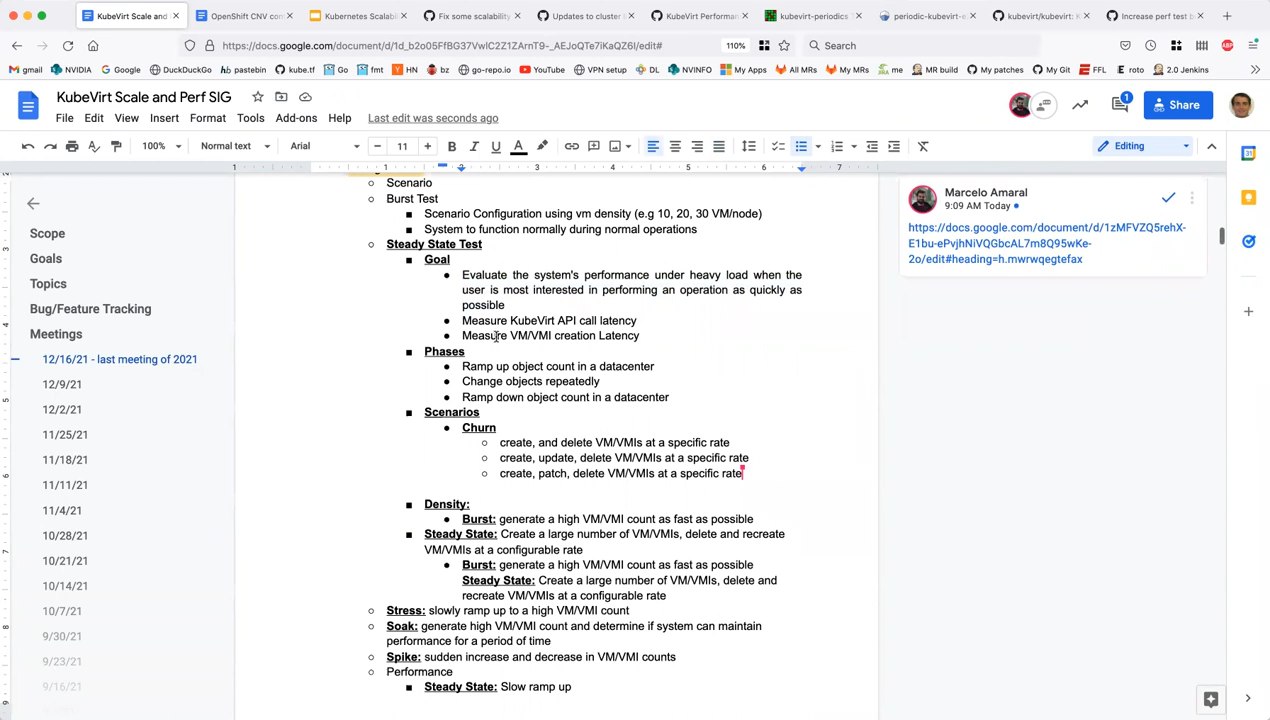 KubeVirt Scale and Perf SIG
OpenShift CNV con
Kubernetes Scalabi
Fix some scalability
Updates to cluster
KubeVirt Performan
kubevirt-periodics
periodic-kubevirt-e
kubevirt/kubevirt: K
Increase perf test b
https://docs.google.com/document/d/1d_b2o05FfBG37VwlC2Z1ZArnT9-_AEJoQTe7iKaQZ6I/edit#
110%
Search
gmail
NVIDIA
Google
DuckDuckGo
hb pastebin
kube.tf
Go
fmt
HN
bz
go-repo.io
YouTube
VPN setup
DL
NVINFO
My Apps
All MRs
My MRs
me
MR build
My patches
My Git
FFL
roto
2.0 Jenkins
KubeVirt Scale and Perf SIG
File Edit View Insert Format Tools Add-ons Help
Last edit was seconds ago
1
Share
100%
Normal text
Arial
11
Editing
Scope
Goals
Topics
Bug/Feature Tracking
Meetings
12/16/21 - last meeting of 2021
12/9/21
12/2/21
11/25/21
11/18/21
11/11/21
11/4/21
10/28/21
10/21/21
10/14/21
10/7/21
9/30/21
9/23/21
9/16/21
Scenario
Burst Test
Scenario Configuration using vm density (e.g 10, 20, 30 VM/node)
System to function normally during normal operations
Steady State Test
Goal
Evaluate the system's performance under heavy load when the
user is most interested in performing an operation as quickly as
possible
Measure KubeVirt API call latency
Measure VM/VMI creation Latency
Phases
Ramp up object count in a datacenter
Change objects repeatedly
Ramp down object count in a datacenter
Scenarios
Churn
create, and delete VM/VMIs at a specific rate
create, update, delete VM/VMIs at a specific rate
create, patch, delete VM/VMIs at a specific rate
Density:
Burst: generate a high VM/VMI count as fast as possible
Steady State: Create a large number of VM/VMIs, delete and recreate
VM/VMIs at a configurable rate
Burst: generate a high VM/VMI count as fast as possible
Steady State: Create a large number of VM/VMIs, delete and
recreate VM/VMIs at a configurable rate
Stress: slowly ramp up to a high VM/VMI count
Soak: generate high VM/VMI count and determine if system can maintain
performance for a period of time
Spike: sudden increase and decrease in VM/VMI counts
Performance
Steady State: Slow ramp up
Marcelo Amaral
9:09 AM Today
https://docs.google.com/document/d/1zMFVZQ5rehX-
E1bu-ePvjhNiVQGbcAL7m8Q95wKe-
2o/edit#heading=h.mwrwqegtefax